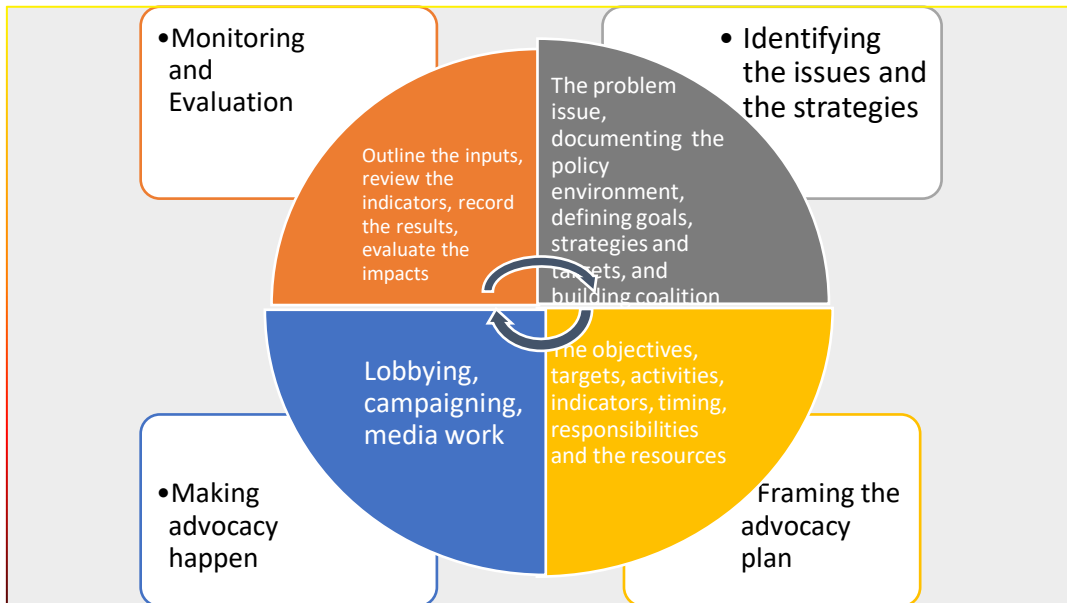 •Monitoring
and
Evaluation
• Identifying
the issues and
the strategies
Outline the inputs,
review the
indicators, record
the results,
evaluate the
impacts
The problem
issue,
documenting the
policy
environment,
defining goals,
strategies and
targets, and
building coalition
Lobbying,
campaigning,
media work
The objectives,
targets, activities,
indicators, timing,
responsibilities
and the resources
•Making
advocacy
happen
Framing the
advocacy
plan